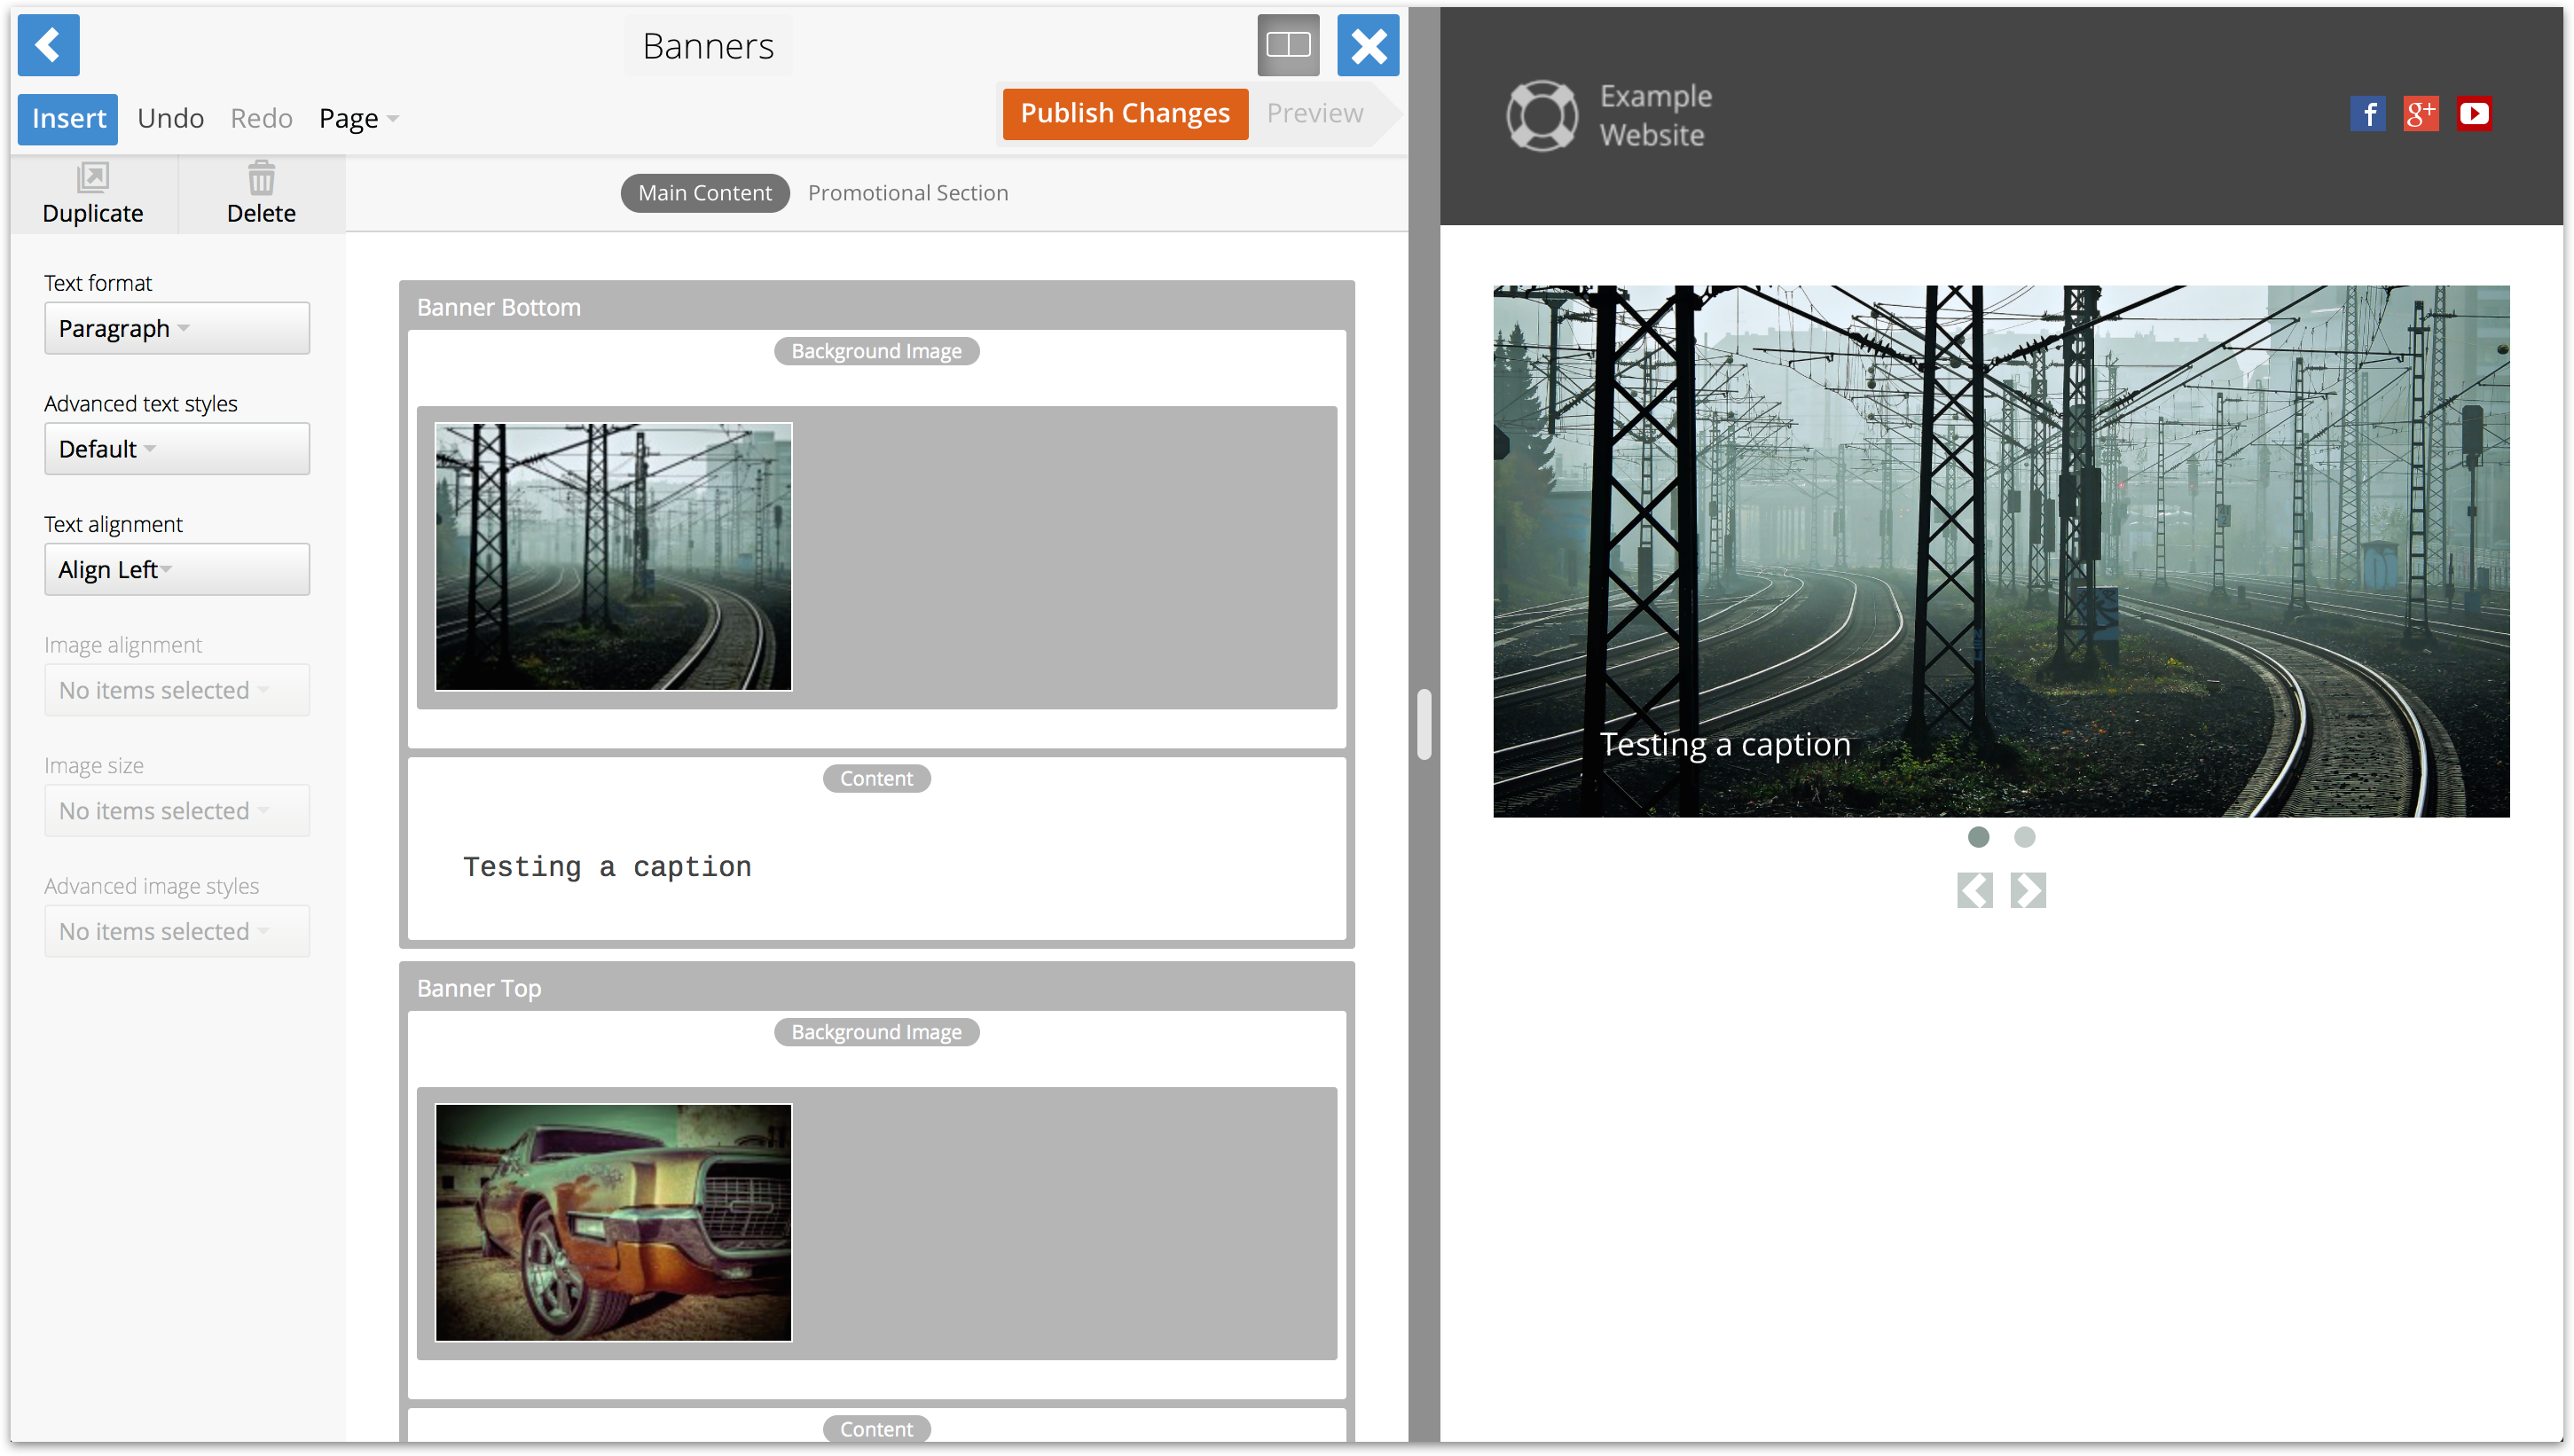 Banners
Insert Undo Redo Page
Publish Changes Preview
Duplicate Delete
Main Content Promotional Section
Text format
Paragraph
Advanced text styles
Default
Text alignment
Align Left
Image alignment
No items selected
Image size
No items selected
Advanced image styles
No items selected
Banner Bottom
Background Image
Content
Testing a caption
Banner Top
Background Image
Content
Example
Website
f g+
Testing a caption